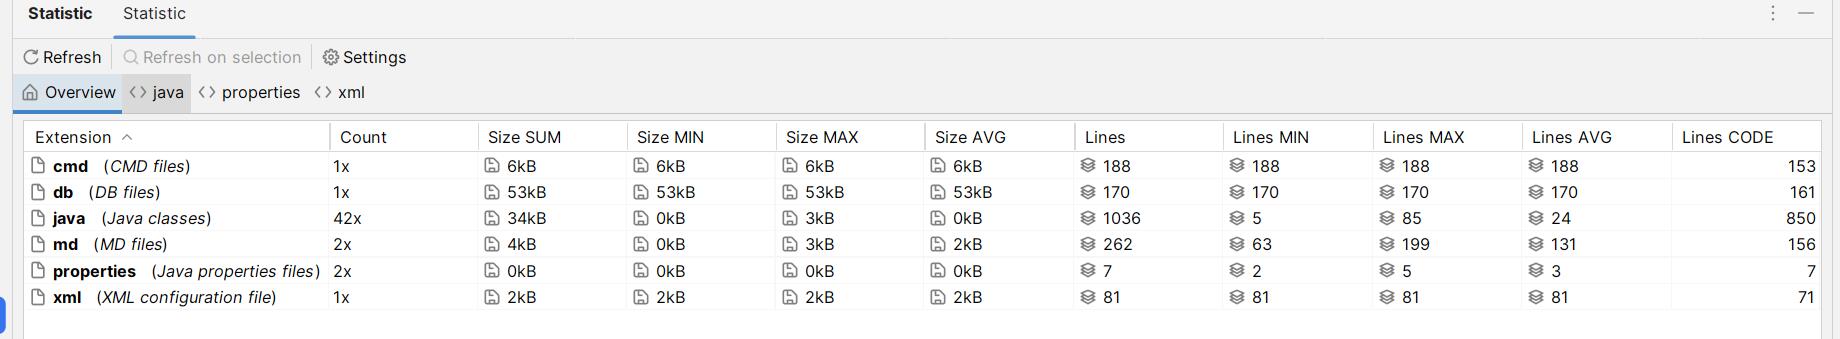 Statistic Statistic
Refresh Refresh on selection Settings
Overview java properties xml
Extension Count Size SUM Size MIN Size MAX Size AVG Lines Lines MIN Lines MAX Lines AVG Lines CODE
cmd (CMD files) 1x 6kB 6kB 6kB 6kB 188 188 188 188 153
db (DB files) 1x 53kB 53kB 53kB 53kB 170 170 170 170 161
java (Java classes) 42x 34kB 0kB 3kB 0kB 1036 5 85 24 850
md (MD files) 2x 4kB 0kB 3kB 2kB 262 63 199 131 156
properties (Java properties files) 2x 0kB 0kB 0kB 0kB 7 2 5 3 7
xml (XML configuration file) 1x 2kB 2kB 2kB 2kB 81 81 81 81 71